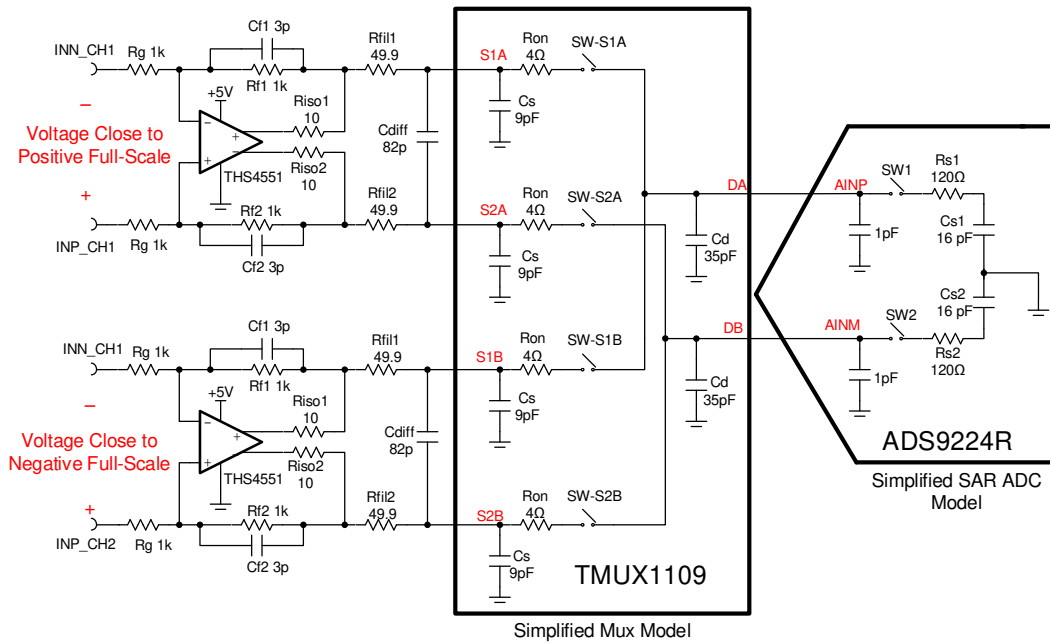 INN_CH1
Rg 1k
Cf1 3p
Rf1 1k
Rfil1
49.9
−
Voltage Close to
Positive Full-Scale
+
+5V
−
+
+
−
THS4551
Riso1
10
Riso2
10
Cdiff
82p
INP_CH1
Rg 1k
Rf2 1k
Cf2 3p
Rfil2
49.9
S1A
Ron
4Ω
SW-S1A
Cs
9pF
S2A
Ron
4Ω
SW-S2A
Cs
9pF
DA
Cd
35pF
AINP
SW1
Rs1
120Ω
1pF
Cs1
16 pF
Cs2
16 pF
DB
Cd
35pF
AINM
SW2
Rs2
120Ω
1pF
ADS9224R
Simplified SAR ADC
Model
INN_CH1
Rg 1k
Cf1 3p
Rf1 1k
Rfil1
49.9
−
Voltage Close to
Negative Full-Scale
+
+5V
−
+
+
−
THS4551
Riso1
10
Riso2
10
Cdiff
82p
INP_CH2
Rg 1k
Rf2 1k
Cf2 3p
Rfil2
49.9
S1B
Ron
4Ω
SW-S1B
Cs
9pF
S2B
Ron
4Ω
SW-S2B
Cs
9pF
TMUX1109
Simplified Mux Model